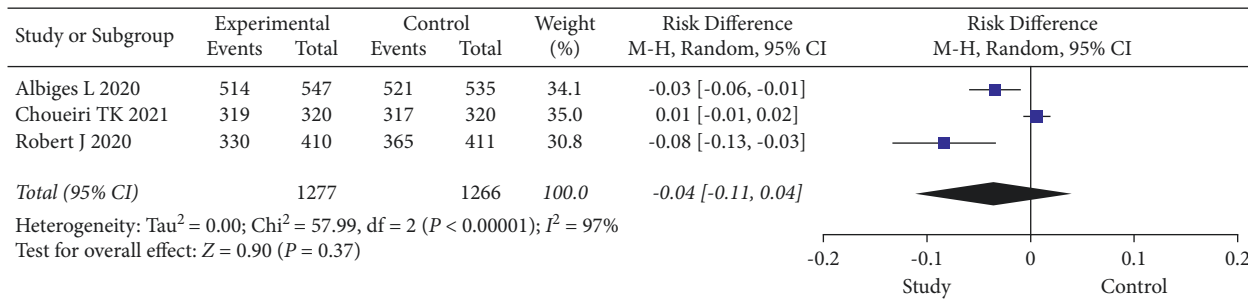 Study or Subgroup Experimental Control Weight (%) Risk Difference Risk Difference
Events Total Events Total M-H, Random, 95% CI M-H, Random, 95% CI
Albiges L 2020 514 547 521 535 34.1 -0.03 [-0.06, -0.01]
Choueiri TK 2021 319 320 317 320 35.0 0.01 [-0.01, 0.02]
Robert J 2020 330 410 365 411 30.8 -0.08 [-0.13, -0.03]
Total (95% CI) 1277 1266 100.0 -0.04 [-0.11, 0.04]
Heterogeneity: Tau² = 0.00; Chi² = 57.99, df = 2 (P < 0.00001); I² = 97%
Test for overall effect: Z = 0.90 (P = 0.37)
-0.2 -0.1 0 0.1 0.2
Study Control